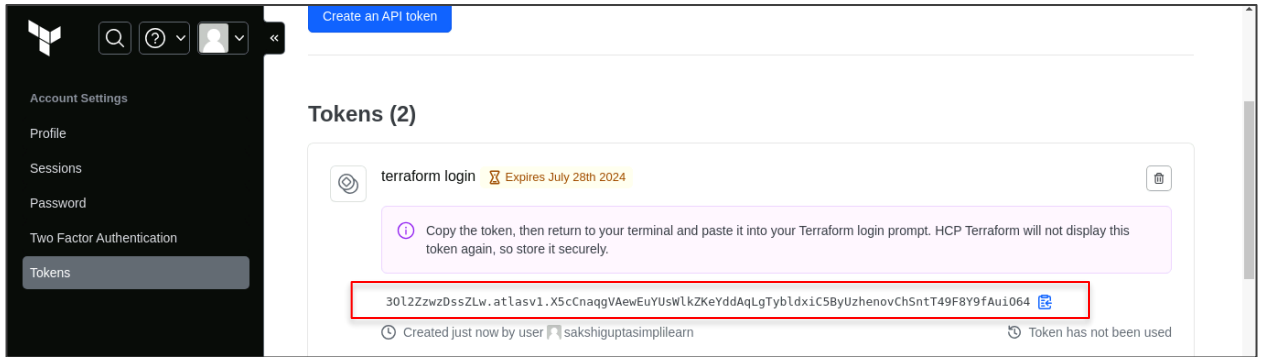 Create an API token
«
Account Settings
Profile
Sessions
Password
Two Factor Authentication
Tokens
Tokens (2)
terraform login Expires July 28th 2024
Copy the token, then return to your terminal and paste it into your Terraform login prompt. HCP Terraform will not display this
token again, so store it securely.
3Ol2ZzwzDssZLw.atlasv1.X5cCnaqgVAewEuYUsWlkZKeYddAqLgTybldxiC5ByUzhenovChSntT49F8Y9fAuiO64
Created just now by user sakshiguptasimplilearn Token has not been used